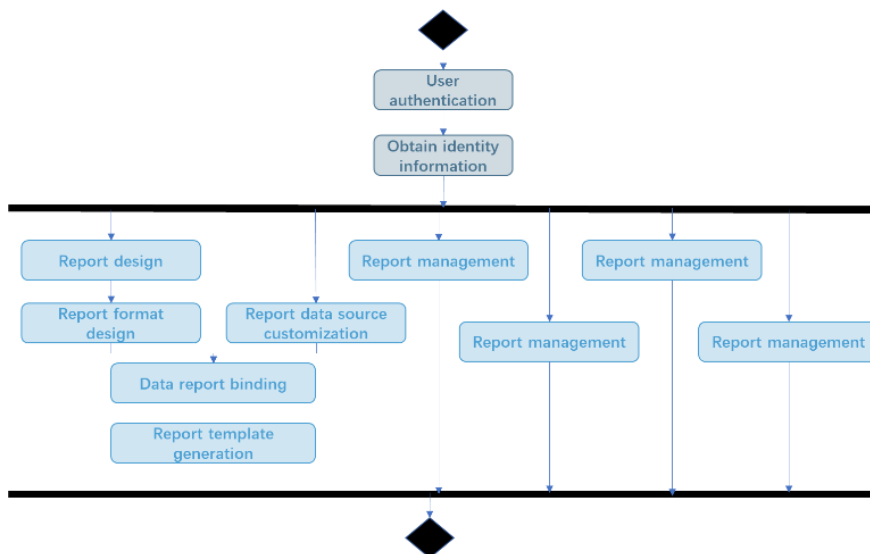 User
authentication
Obtain identity
information
Report design
Report management
Report management
Report format
design
Report data source
customization
Report management
Report management
Data report binding
Report template
generation